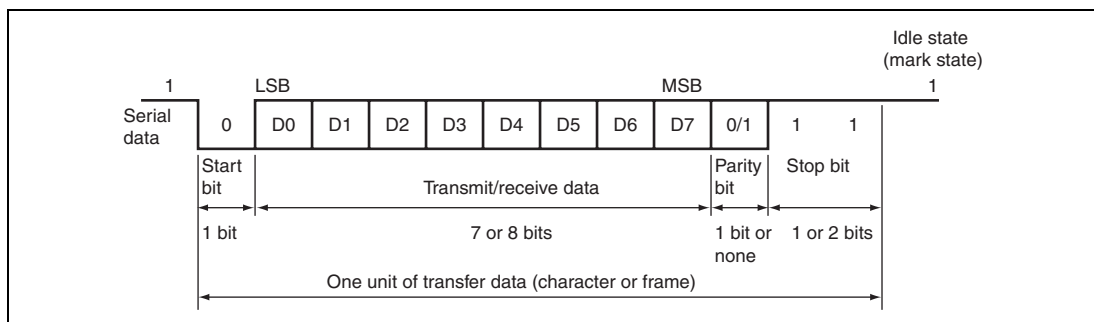 Idle state
(mark state)
1 LSB MSB 1
Serial
data
0 D0 D1 D2 D3 D4 D5 D6 D7 0/1 1 1
Start
bit
Transmit/receive data
Parity
bit
Stop bit
1 bit
7 or 8 bits
1 bit or
none
1 or 2 bits
One unit of transfer data (character or frame)